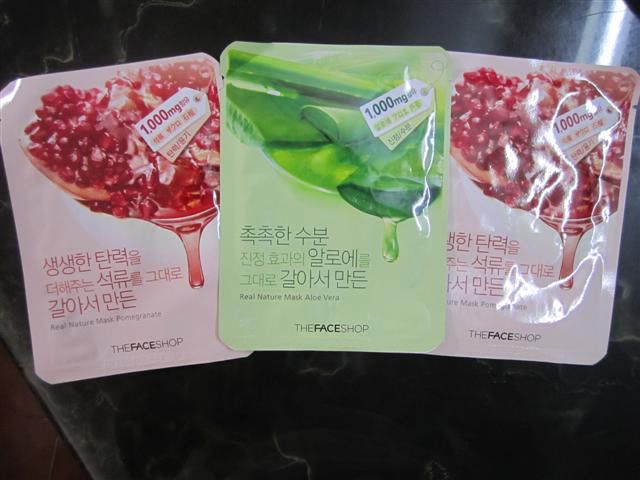 1,000mg
생생한 탄력을
더해주는 석류를 그대로
갈아서 만든
Real Nature Mask Pomegranate
THEFACESHOP
1,000mg
진정/수분
촉촉한 수분
진정 효과의 알로에를
그대로 갈아서 만든
Real Nature Mask Aloe Vera
THEFACESHOP
1,000mg
생한 탄력을
주는 석류를 그대로
갈아서 만든
Nature Mask Pomegranate
THEFACESHOP